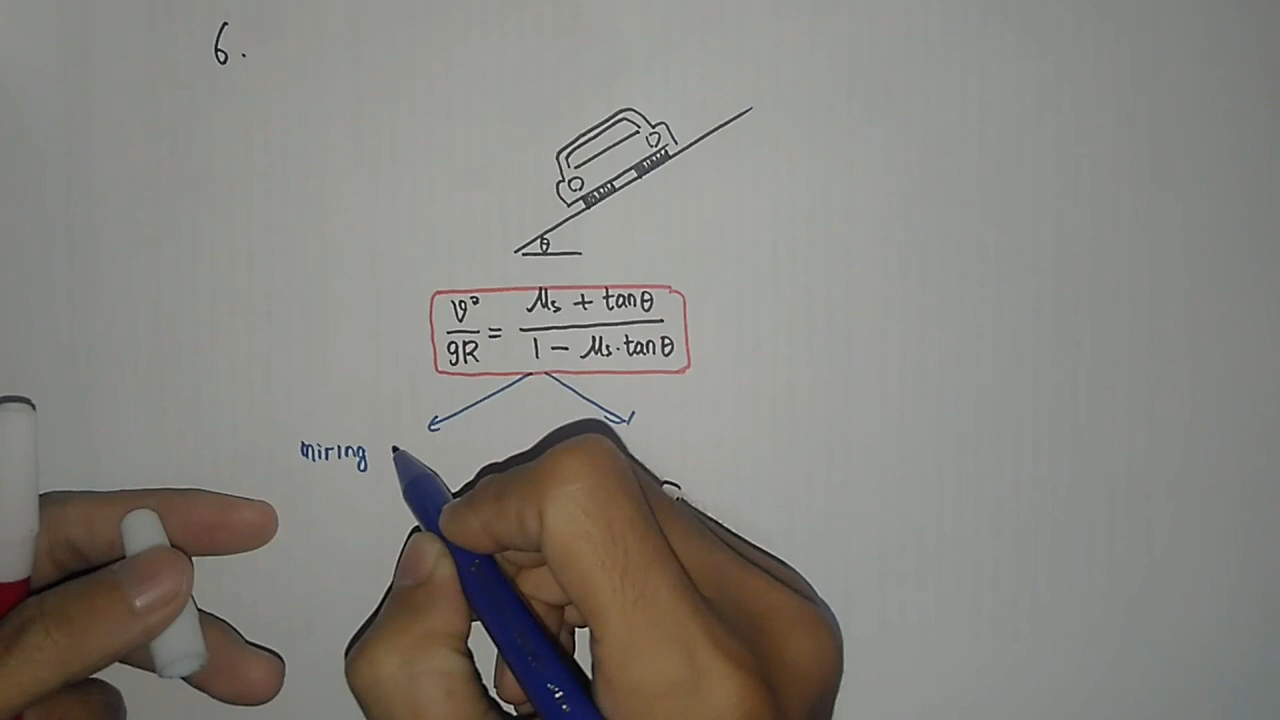 6.
θ
v²/gR = μs + tanθ / 1 − μs·tanθ
miring